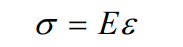 σ = Eε